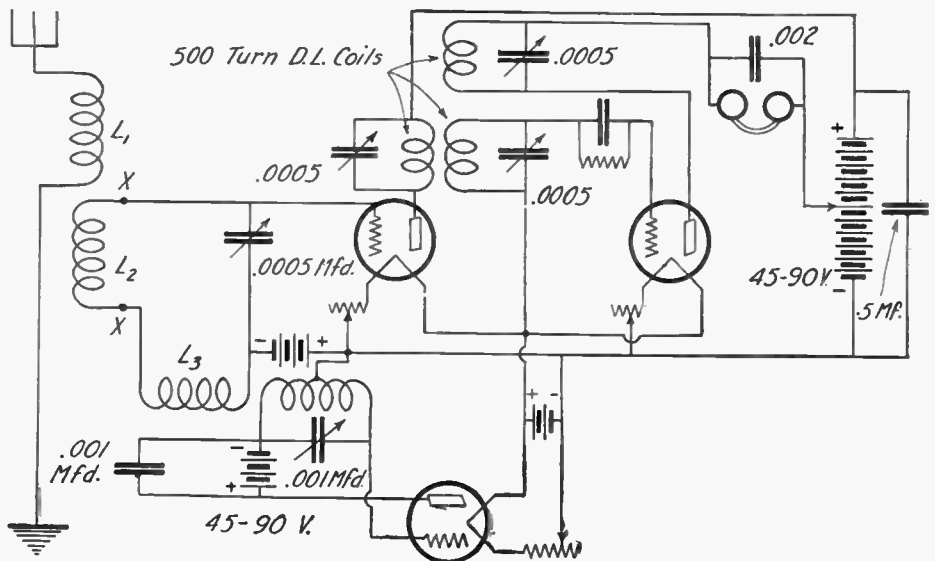 500 Turn D.L. Coils
.0005
.002
L1
X
.0005
.0005
+
L2
.0005 Mfd.
45-90 V.
-
.5 Mf.
X
L3
- +
+ -
.001
Mfd.
-
+
.001 Mfd.
45-90 V.